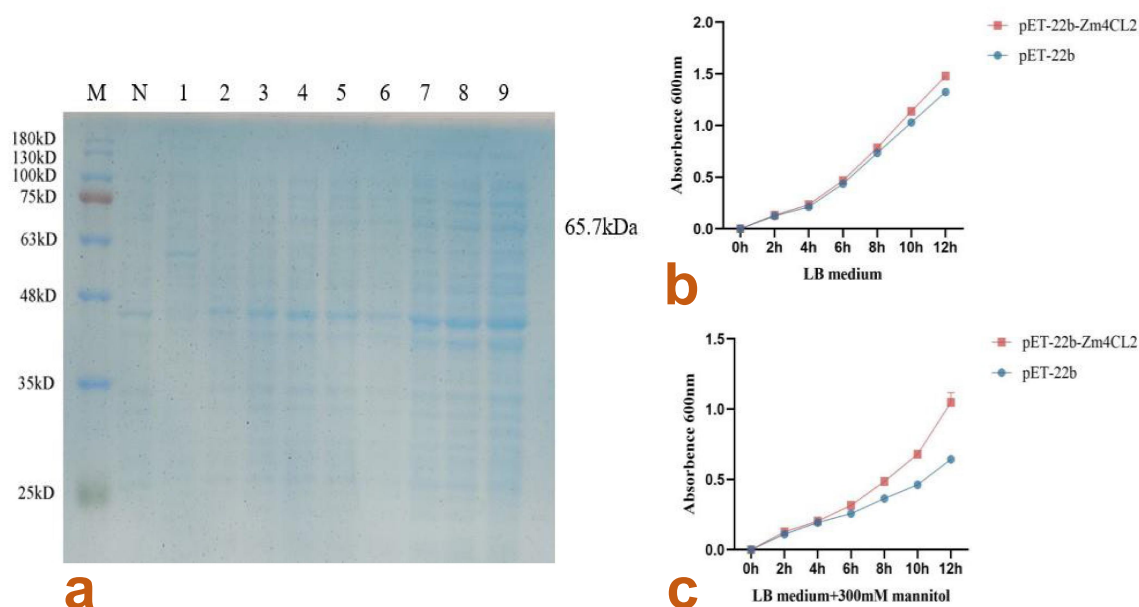 M N 1 2 3 4 5 6 7 8 9
180kD
130kD
100kD
75kD
63kD
48kD
35kD
25kD
65.7kDa
a
2.0
1.5
1.0
0.5
0.0
Absorbence 600nm
0h 2h 4h 6h 8h 10h 12h
LB medium
pET-22b-Zm4CL2
pET-22b
b
1.5
1.0
0.5
0.0
Absorbence 600nm
0h 2h 4h 6h 8h 10h 12h
LB medium+300mM mannitol
pET-22b-Zm4CL2
pET-22b
c